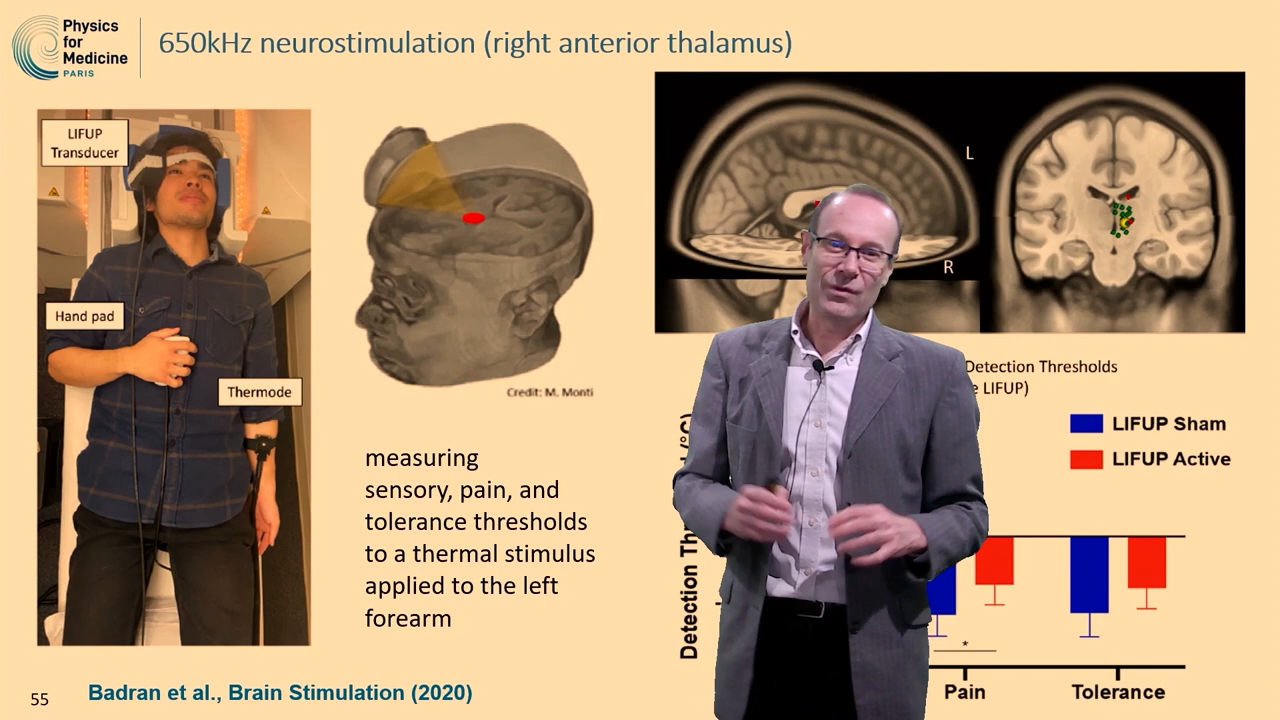 Physics
for
Medicine
PARIS
650kHz neurostimulation (right anterior thalamus)
LIFUP
Transducer
Hand pad
Thermode
Credit: M. Monti
measuring
sensory, pain, and
tolerance thresholds
to a thermal stimulus
applied to the left
forearm
L
R
Detection Thresholds
LIFUP)
LIFUP Sham
LIFUP Active
Detection
(°C)
*
Pain
Tolerance
55
Badran et al., Brain Stimulation (2020)